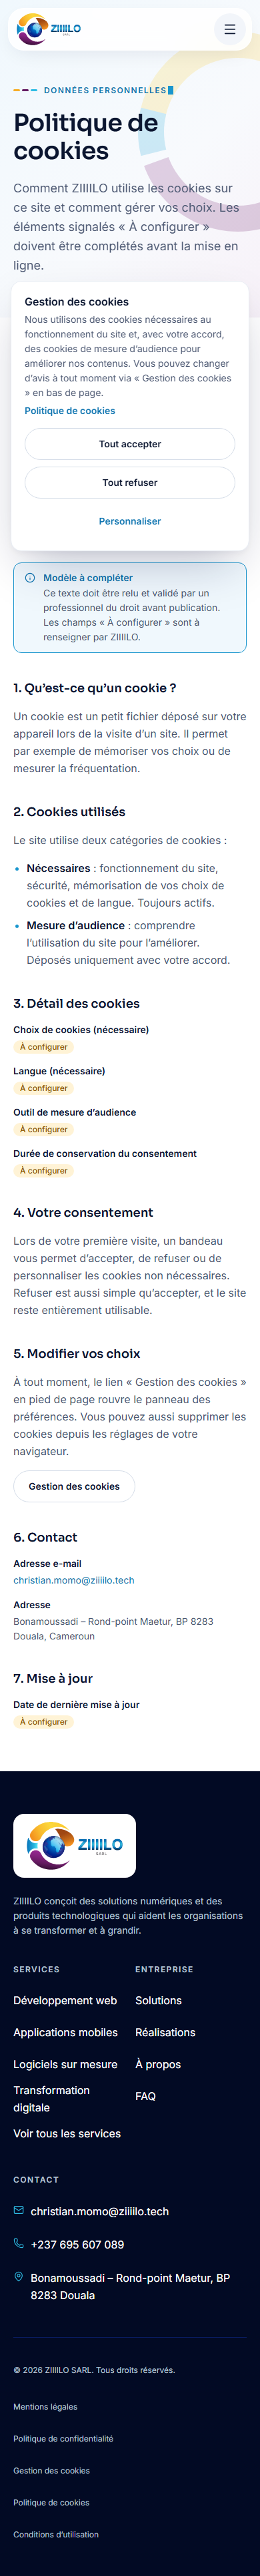 ZIIIILO
SARL
DONNÉES PERSONNELLES
Politique de
cookies
Comment ZIIIILO utilise les cookies sur
ce site et comment gérer vos choix. Les
éléments signalés « À configurer »
doivent être complétés avant la mise en
ligne.
Gestion des cookies
Nous utilisons des cookies nécessaires au
fonctionnement du site et, avec votre accord,
des cookies de mesure d’audience pour
améliorer nos contenus. Vous pouvez changer
d’avis à tout moment via « Gestion des cookies
» en bas de page.
Politique de cookies
Tout accepter
Tout refuser
Personnaliser
Modèle à compléter
Ce texte doit être relu et validé par un
professionnel du droit avant publication.
Les champs « À configurer » sont à
renseigner par ZIIIILO.
1. Qu’est-ce qu’un cookie ?
Un cookie est un petit fichier déposé sur votre
appareil lors de la visite d’un site. Il permet
par exemple de mémoriser vos choix ou de
mesurer la fréquentation.
2. Cookies utilisés
Le site utilise deux catégories de cookies :
• Nécessaires : fonctionnement du site,
sécurité, mémorisation de vos choix de
cookies et de langue. Toujours actifs.
• Mesure d’audience : comprendre
l’utilisation du site pour l’améliorer.
Déposés uniquement avec votre accord.
3. Détail des cookies
Choix de cookies (nécessaire)
À configurer
Langue (nécessaire)
À configurer
Outil de mesure d’audience
À configurer
Durée de conservation du consentement
À configurer
4. Votre consentement
Lors de votre première visite, un bandeau
vous permet d’accepter, de refuser ou de
personnaliser les cookies non nécessaires.
Refuser est aussi simple qu’accepter, et le site
reste entièrement utilisable.
5. Modifier vos choix
À tout moment, le lien « Gestion des cookies »
en pied de page rouvre le panneau des
préférences. Vous pouvez aussi supprimer les
cookies depuis les réglages de votre
navigateur.
Gestion des cookies
6. Contact
Adresse e-mail
christian.momo@ziiiilo.tech
Adresse
Bonamoussadi – Rond-point Maetur, BP 8283
Douala, Cameroun
7. Mise à jour
Date de dernière mise à jour
À configurer
ZIIIILO
SARL
ZIIIILO conçoit des solutions numériques et des
produits technologiques qui aident les organisations
à se transformer et à grandir.
SERVICES
Développement web
Applications mobiles
Logiciels sur mesure
Transformation
digitale
Voir tous les services
ENTREPRISE
Solutions
Réalisations
À propos
FAQ
CONTACT
christian.momo@ziiiilo.tech
+237 695 607 089
Bonamoussadi – Rond-point Maetur, BP
8283 Douala
© 2026 ZIIIILO SARL. Tous droits réservés.
Mentions légales
Politique de confidentialité
Gestion des cookies
Politique de cookies
Conditions d’utilisation